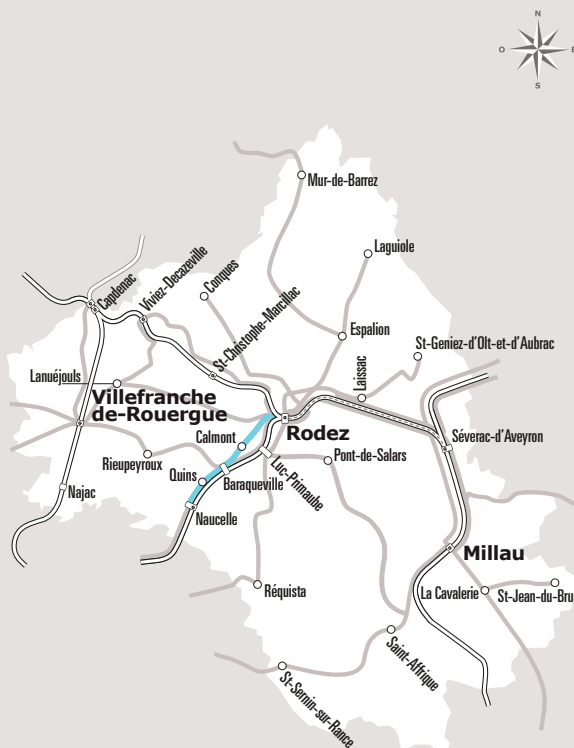 N
O
E
S
Mur-de-Barrez
Laguiole
Capdenac
Viviez-Decazeville
Conques
St-Christophe-Marcillac
Espalion
St-Geniez-d'Olt-et-d'Aubrac
Laissac
Lanuéjouls
Villefranche
de-Rouergue
Calmont
Rodez
Séverac-d'Aveyron
Rieupeyroux
Quins
Baraqueville
Luc-Primaube
Pont-de-Salars
Najac
Naucelle
Millau
La Cavalerie
St-Jean-du-Bru
Réquista
Saint-Affrique
St-Sernin-sur-Rance